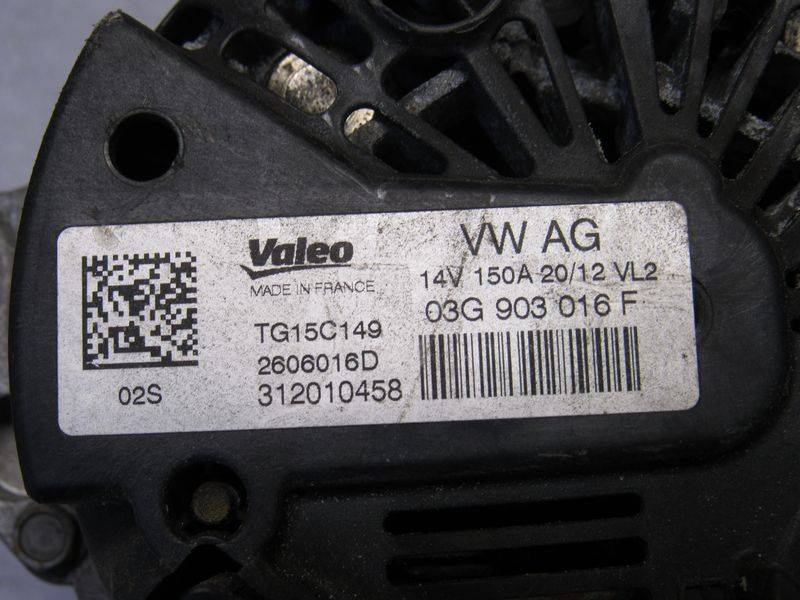 Valeo
MADE IN FRANCE
TG15C149
2606016D
312010458
02S
VW AG
14V 150A 20/12 VL2
03G 903 016 F